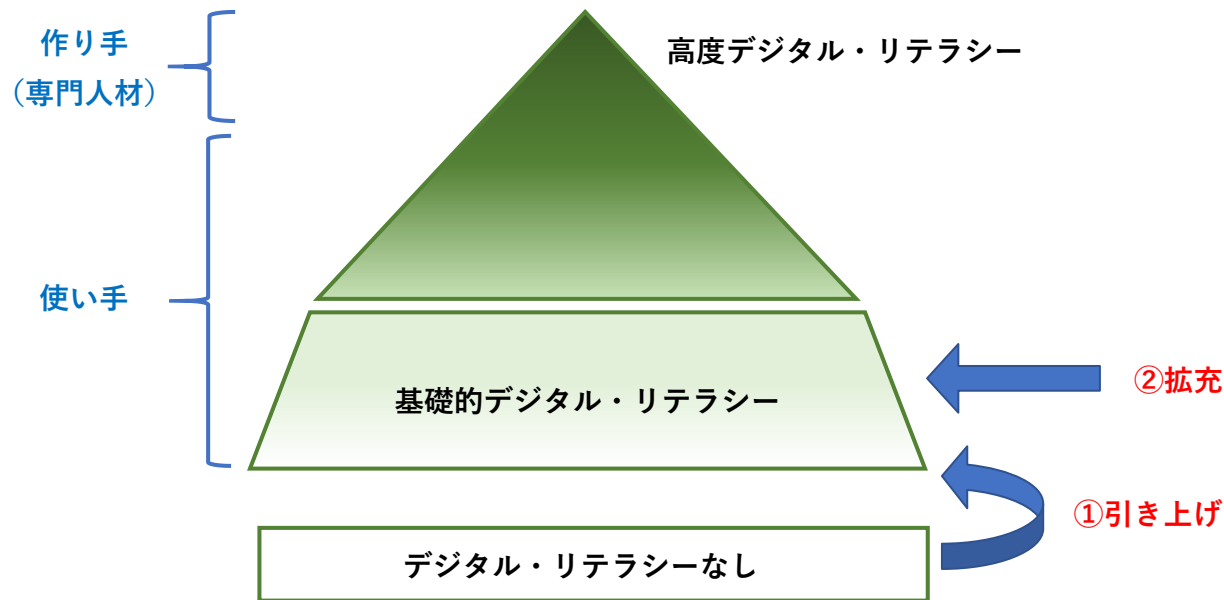 作り手
（専門人材）
高度デジタル・リテラシー
使い手
基礎的デジタル・リテラシー
②拡充
①引き上げ
デジタル・リテラシーなし